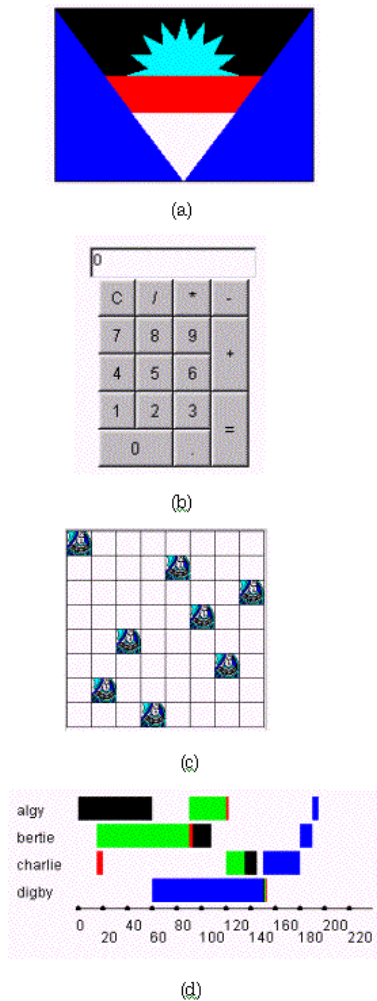 (a)
0
C / * -
7 8 9 +
4 5 6
1 2 3 =
0 .
(b)
(c)
algy
bertie
charlie
digby
0 40 80 120 160 200
20 60 100 140 180 220
(d)